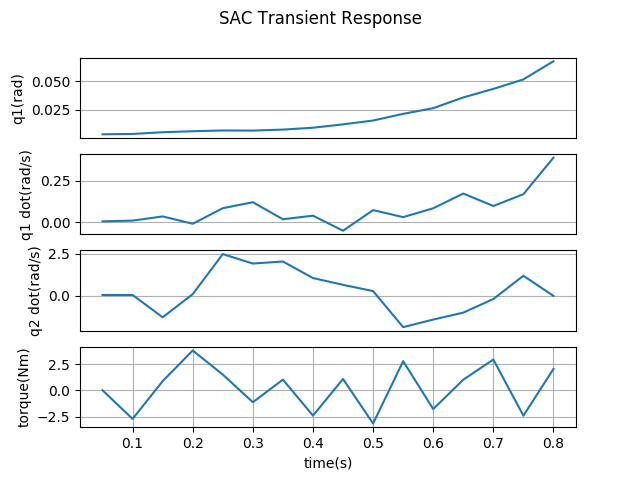 SAC Transient Response
0.050
0.025
q1(rad)
0.25
0.00
q1 dot(rad/s)
2.5
0.0
q2 dot(rad/s)
2.5
0.0
−2.5
torque(Nm)
0.1 0.2 0.3 0.4 0.5 0.6 0.7 0.8
time(s)